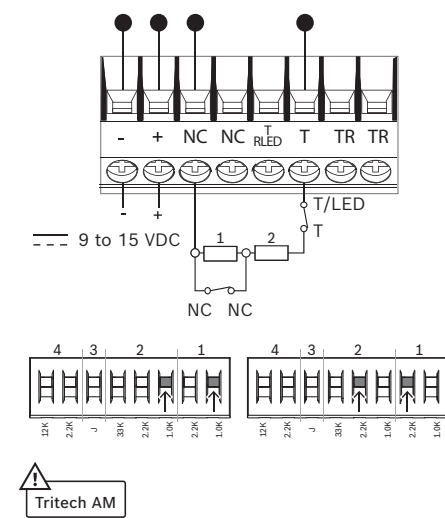 - + NC NC T RLED T TR TR
- +
T/LED
9 to 15 VDC
1 2
T
NC NC
4 3 2 1
12K 2.2K J 33K 2.2K 1.0K 2.2K 1.0K
4 3 2 1
12K 2.2K J 33K 2.2K 1.0K 2.2K 1.0K
Tritech AM